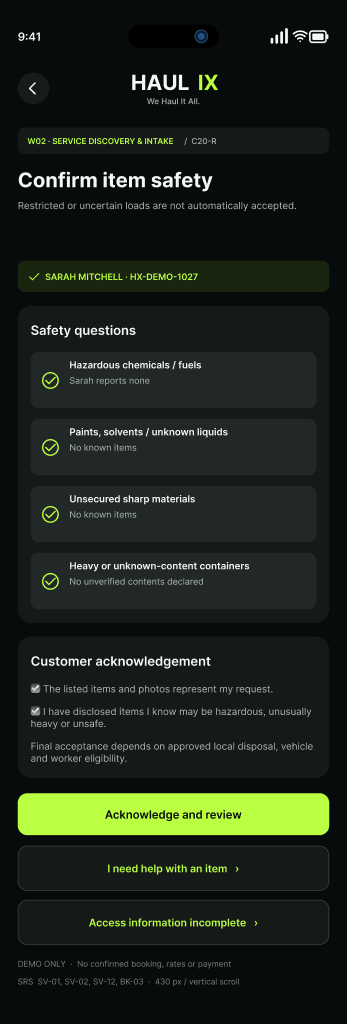 9:41
HAUL IX
We Haul It All.
W02 · SERVICE DISCOVERY & INTAKE / C20-R
Confirm item safety
Restricted or uncertain loads are not automatically accepted.
SARAH MITCHELL · HX-DEMO-1027
Safety questions
Hazardous chemicals / fuels
Sarah reports none
Paints, solvents / unknown liquids
No known items
Unsecured sharp materials
No known items
Heavy or unknown-content containers
No unverified contents declared
Customer acknowledgement
The listed items and photos represent my request.
I have disclosed items I know may be hazardous, unusually
heavy or unsafe.
Final acceptance depends on approved local disposal, vehicle
and worker eligibility.
Acknowledge and review
I need help with an item ›
Access information incomplete ›
DEMO ONLY · No confirmed booking, rates or payment
SRS SV-01, SV-02, SV-12, BK-03 · 430 px / vertical scroll